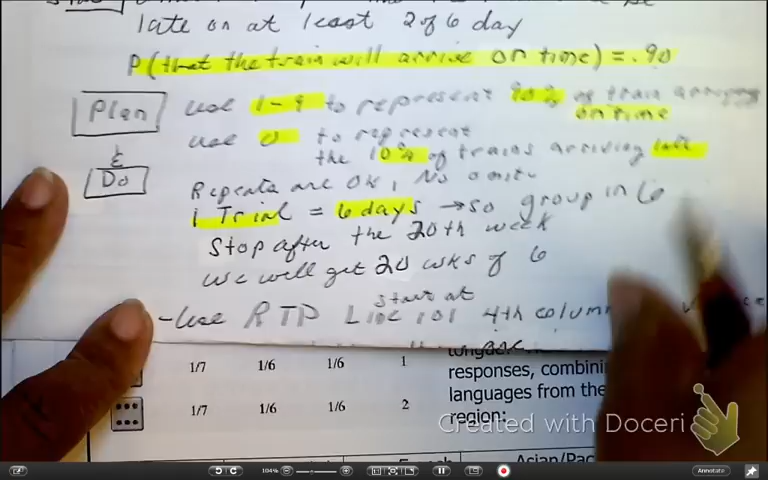 late on at least 2 of 6 day
P(that the train will arrive on time) = .90
Plan
use 1-9 to represent 90% of train arriving
on time
use 0 to represent
the 10% of trains arriving late
&
Do
Repeats are OK, No omits
1 Trial = 6 days → so group in 6
Stop after the 20th week
we will get 20 wks of 6
start at
-Use RTD Line 101 4th column
1/7 1/6 1/6 1
responses, combini
languages from the
1/7 1/6 1/6 2
region:
Created with Doceri
104%
Annotate
Asian/Pac